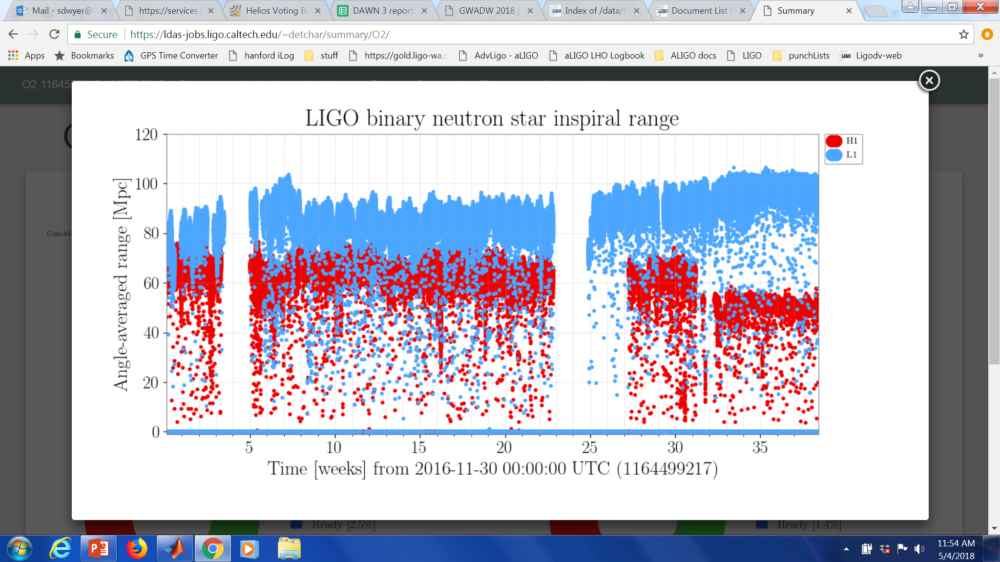 Mail - sdwyer@
https://services.
Helios Voting B
DAWN 3 report
GWADW 2018 |
Index of /data/l
Document List b
Summary
Secure
https://ldas-jobs.ligo.caltech.edu/~detchar/summary/O2/
Apps
Bookmarks
GPS Time Converter
hanford iLog
stuff
https://gold.ligo-wa.c
AdvLigo - aLIGO
aLIGO LHO Logbook
ALIGO docs
LIGO
punchLists
Ligodv-web
»
LIGO binary neutron star inspiral range
H1
L1
Angle-averaged range [Mpc]
120
100
80
60
40
20
0
5 10 15 20 25 30 35
Time [weeks] from 2016-11-30 00:00:00 UTC (1164499217)
Coincide
Ready [2.5%]
Ready [1.4%]
11:54 AM
5/4/2018